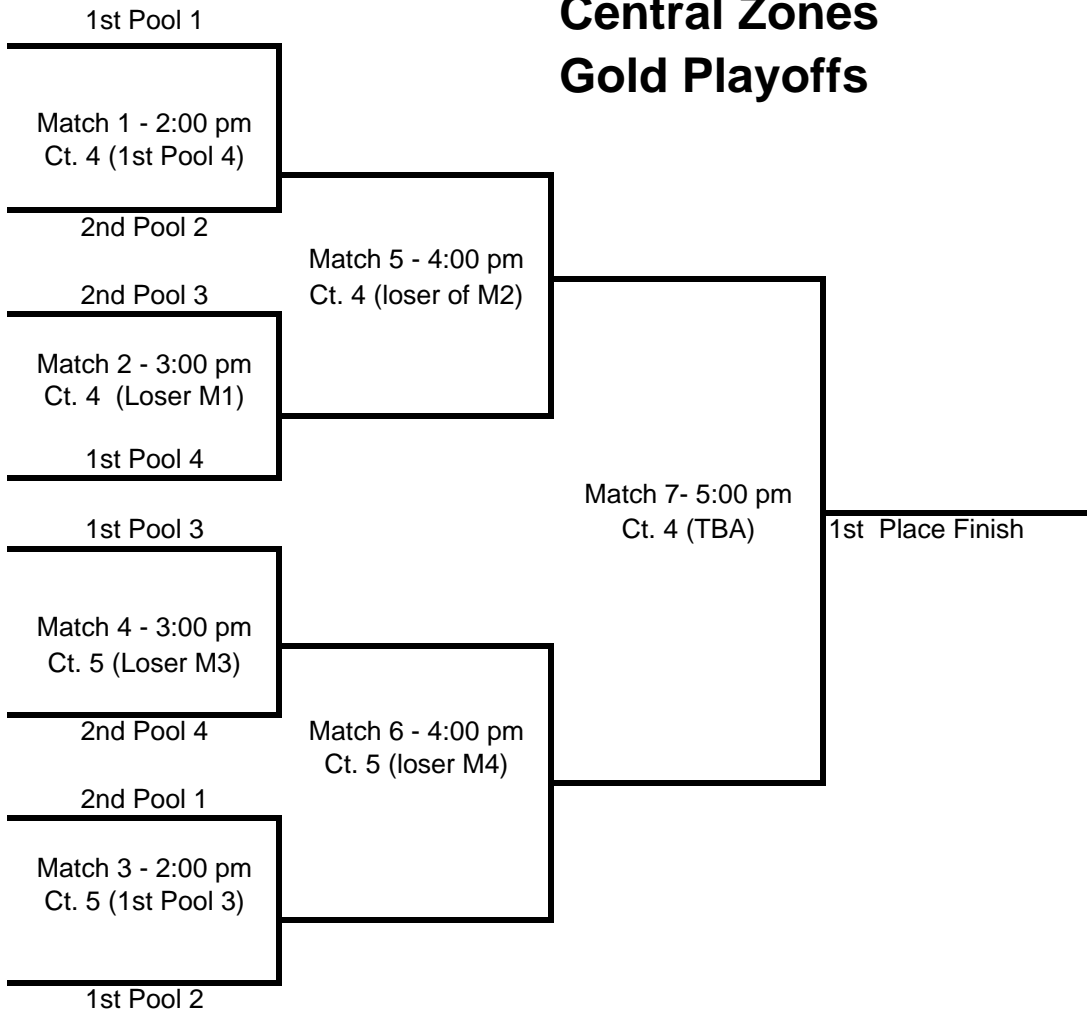 Central Zones
Gold Playoffs
1st Pool 1
Match 1 - 2:00 pm
Ct. 4 (1st Pool 4)
2nd Pool 2
Match 5 - 4:00 pm
Ct. 4 (loser of M2)
2nd Pool 3
Match 2 - 3:00 pm
Ct. 4  (Loser M1)
1st Pool 4
Match 7- 5:00 pm
Ct. 4 (TBA)
1st  Place Finish
1st Pool 3
Match 4 - 3:00 pm
Ct. 5 (Loser M3)
2nd Pool 4
Match 6 - 4:00 pm
Ct. 5 (loser M4)
2nd Pool 1
Match 3 - 2:00 pm
Ct. 5 (1st Pool 3)
1st Pool 2